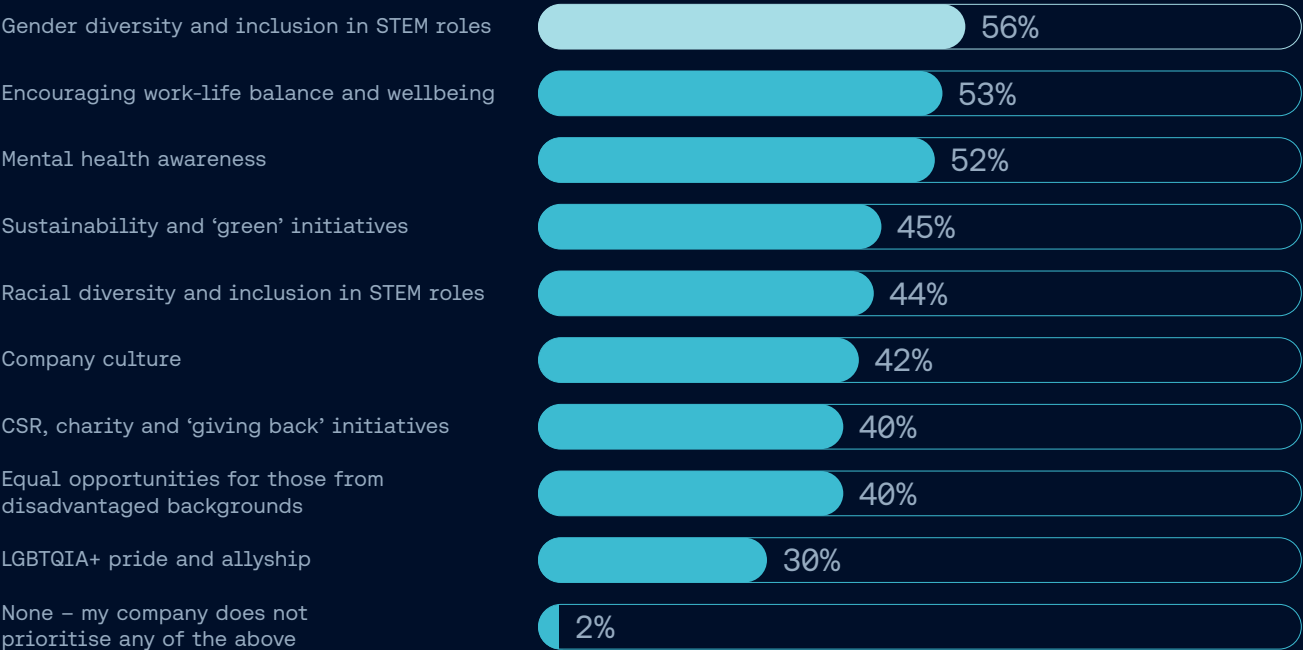 Gender diversity and inclusion in STEM roles 56%
Encouraging work-life balance and wellbeing 53%
Mental health awareness 52%
Sustainability and ‘green’ initiatives 45%
Racial diversity and inclusion in STEM roles 44%
Company culture 42%
CSR, charity and ‘giving back’ initiatives 40%
Equal opportunities for those from
disadvantaged backgrounds 40%
LGBTQIA+ pride and allyship 30%
None – my company does not
prioritise any of the above 2%